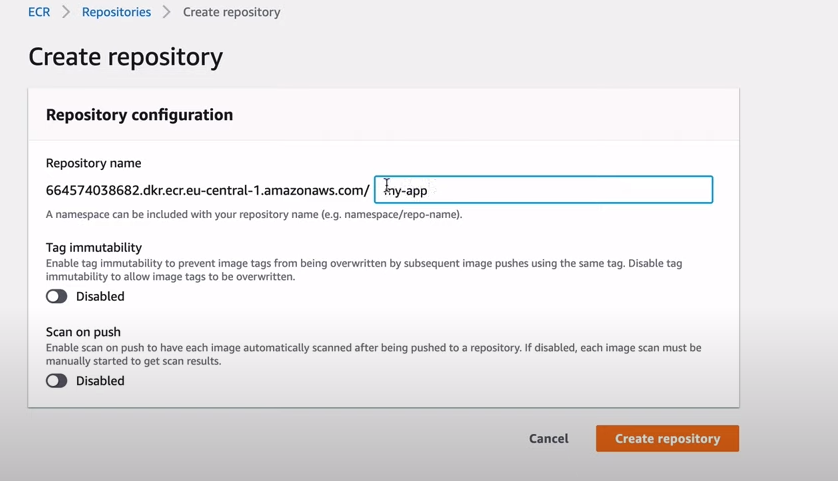 ECR > Repositories > Create repository
Create repository
Repository configuration
Repository name
664574038682.dkr.ecr.eu-central-1.amazonaws.com/ my-app
A namespace can be included with your repository name (e.g. namespace/repo-name).
Tag immutability
Enable tag immutability to prevent image tags from being overwritten by subsequent image pushes using the same tag. Disable tag
immutability to allow image tags to be overwritten.
Disabled
Scan on push
Enable scan on push to have each image automatically scanned after being pushed to a repository. If disabled, each image scan must be
manually started to get scan results.
Disabled
Cancel Create repository